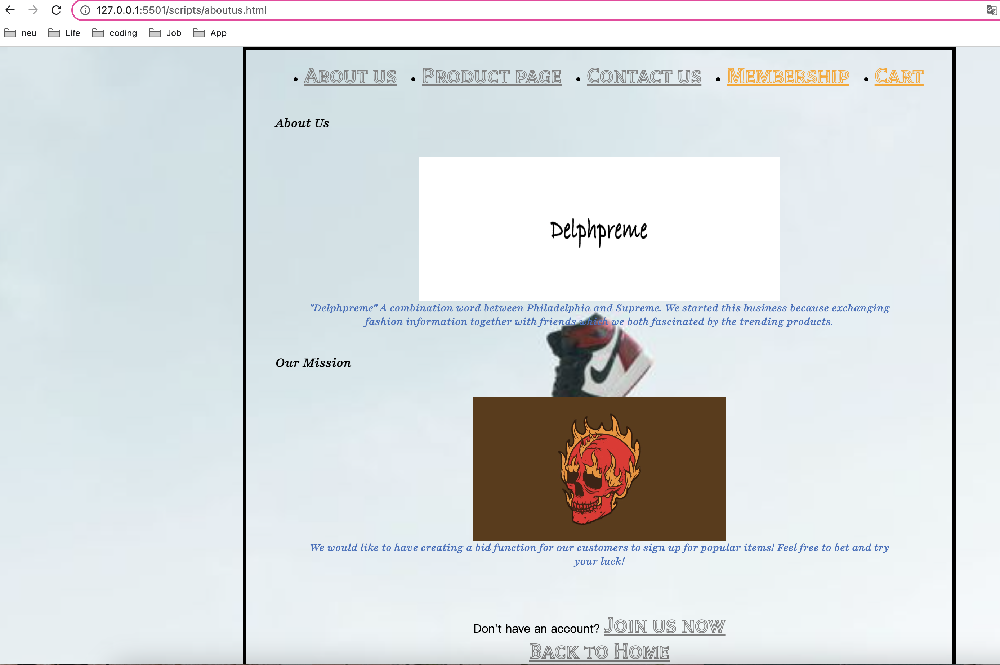 127.0.0.1:5501/scripts/aboutus.html
neu Life coding Job App
About us Product page Contact us Membership Cart
About Us
Delphpreme
"Delphpreme" A combination word between Philadelphia and Supreme. We started this business because exchanging
fashion information together with friends which we both fascinated by the trending products.
Our Mission
We would like to have creating a bid function for our customers to sign up for popular items! Feel free to bet and try
your luck!
Don't have an account? Join us now
Back to Home